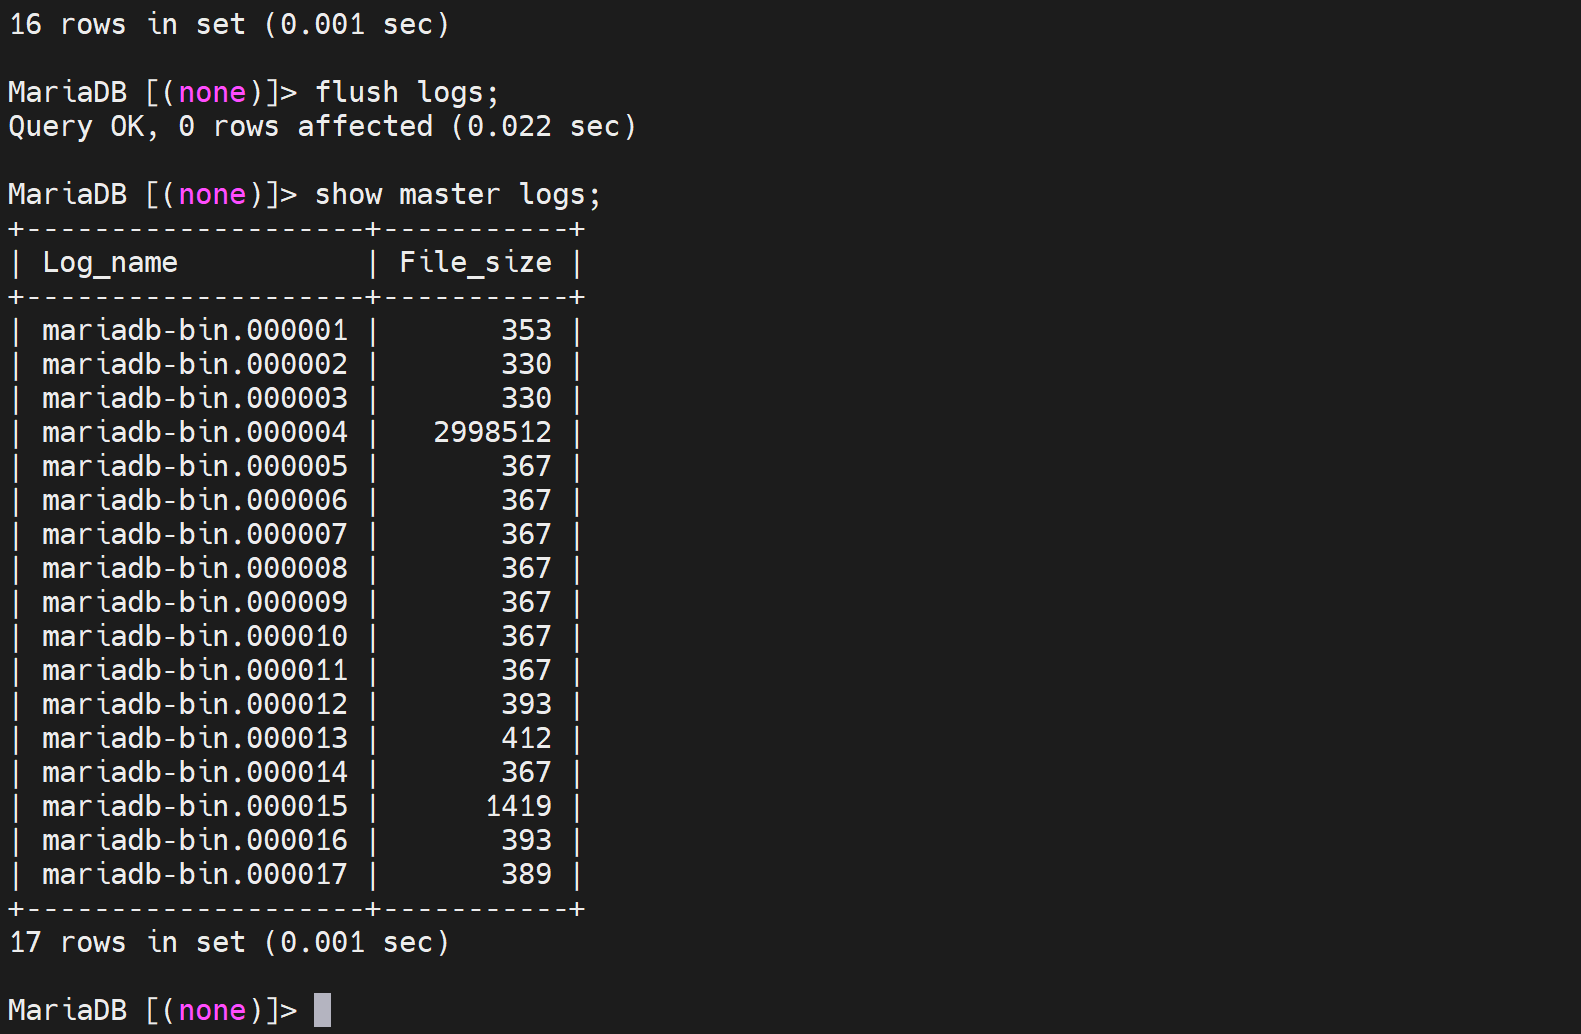 16 rows in set (0.001 sec)

MariaDB [(none)]> flush logs;
Query OK, 0 rows affected (0.022 sec)

MariaDB [(none)]> show master logs;
+--------------------+-----------+
| Log_name           | File_size |
+--------------------+-----------+
| mariadb-bin.000001 |       353 |
| mariadb-bin.000002 |       330 |
| mariadb-bin.000003 |       330 |
| mariadb-bin.000004 |   2998512 |
| mariadb-bin.000005 |       367 |
| mariadb-bin.000006 |       367 |
| mariadb-bin.000007 |       367 |
| mariadb-bin.000008 |       367 |
| mariadb-bin.000009 |       367 |
| mariadb-bin.000010 |       367 |
| mariadb-bin.000011 |       367 |
| mariadb-bin.000012 |       393 |
| mariadb-bin.000013 |       412 |
| mariadb-bin.000014 |       367 |
| mariadb-bin.000015 |      1419 |
| mariadb-bin.000016 |       393 |
| mariadb-bin.000017 |       389 |
+--------------------+-----------+
17 rows in set (0.001 sec)

MariaDB [(none)]>